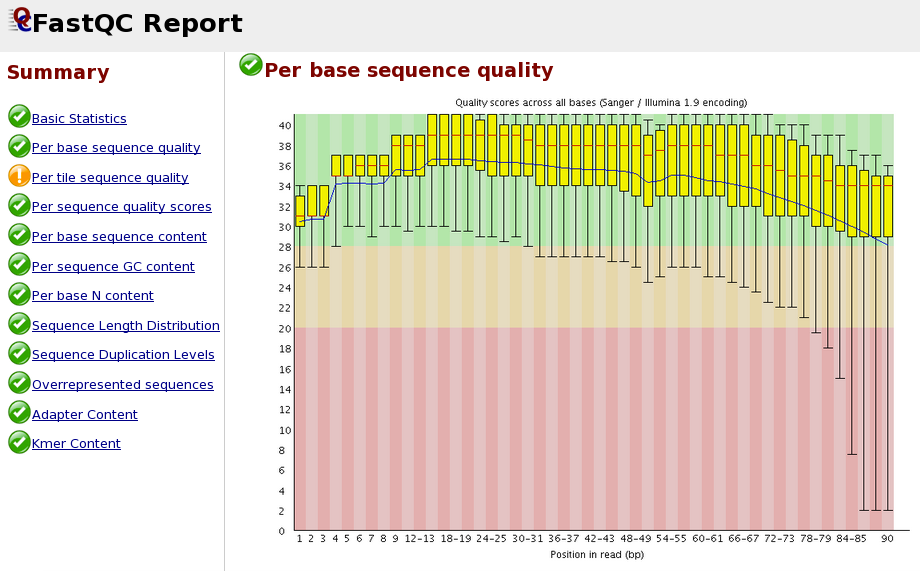 FastQC Report
Summary
Basic Statistics
Per base sequence quality
Per tile sequence quality
Per sequence quality scores
Per base sequence content
Per sequence GC content
Per base N content
Sequence Length Distribution
Sequence Duplication Levels
Overrepresented sequences
Adapter Content
Kmer Content
Per base sequence quality
Quality scores across all bases (Sanger / Illumina 1.9 encoding)
40
38
36
34
32
30
28
26
24
22
20
18
16
14
12
10
8
6
4
2
0
1 2 3 4 5 6 7 8 9 12-13 18-19 24-25 30-31 36-37 42-43 48-49 54-55 60-61 66-67 72-73 78-79 84-85 90
Position in read (bp)